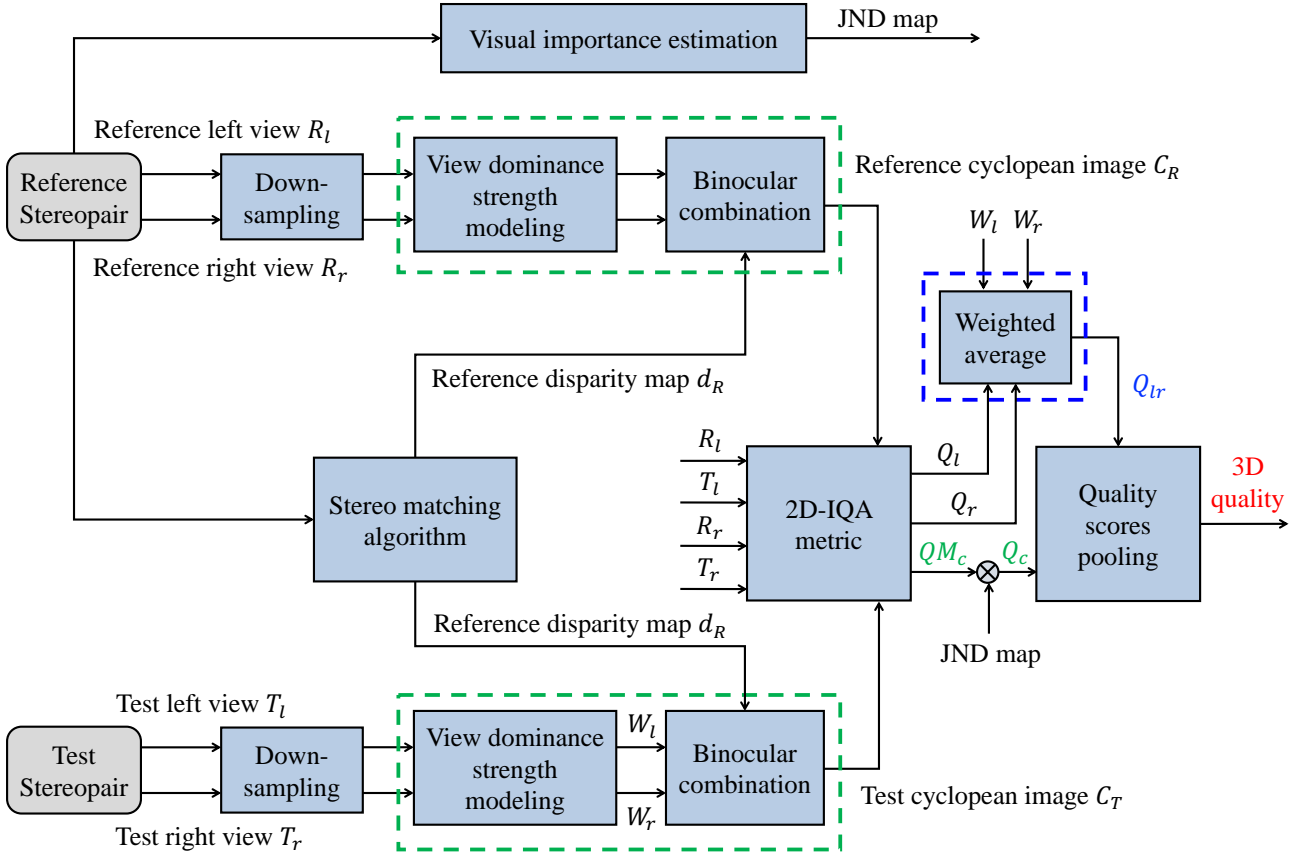 JND map
Visual importance estimation
Reference left view R_l
Reference
Stereopair
Down-
sampling
View dominance
strength
modeling
Binocular
combination
Reference cyclopean image C_R
Reference right view R_r
W_l
W_r
Weighted
average
Q_lr
Reference disparity map d_R
Stereo matching
algorithm
R_l
T_l
R_r
T_r
2D-IQA
metric
Q_l
Q_r
QM_c
Q_c
Quality
scores
pooling
3D
quality
JND map
Reference disparity map d_R
Test left view T_l
Test
Stereopair
Down-
sampling
View dominance
strength
modeling
W_l
W_r
Binocular
combination
Test cyclopean image C_T
Test right view T_r